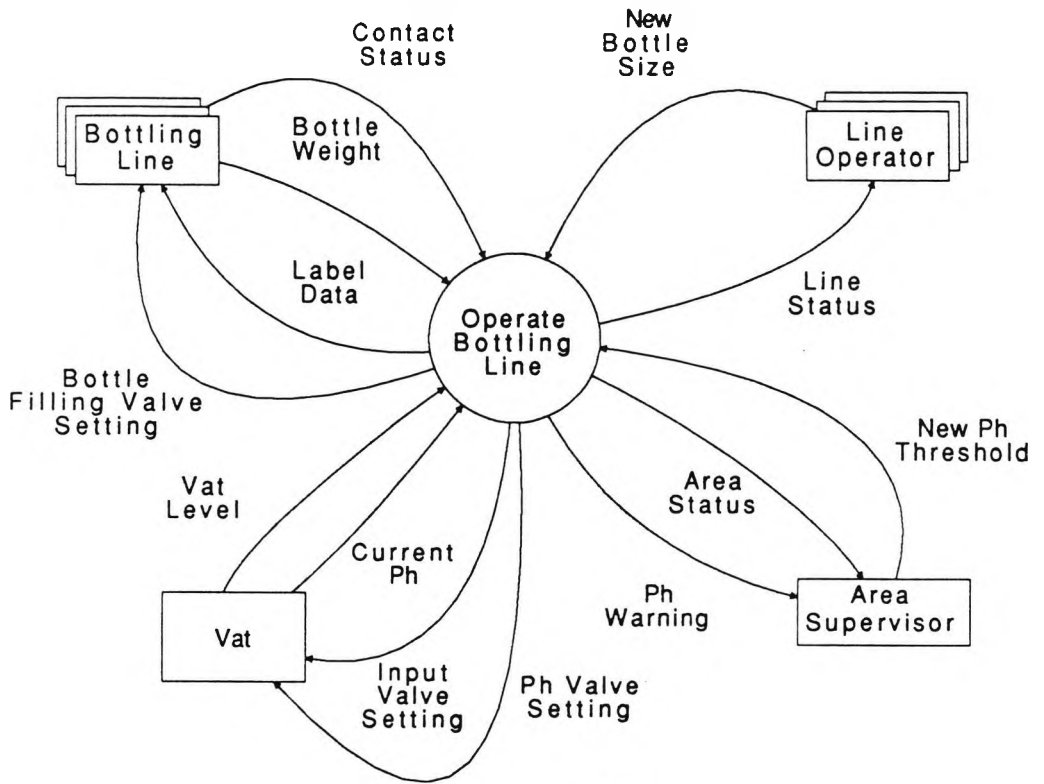 Contact
Status
New
Bottle
Size
Bottling
Line
Bottle
Weight
Line
Operator
Label
Data
Line
Status
Operate
Bottling
Line
Bottle
Filling Valve
Setting
New Ph
Threshold
Vat
Level
Area
Status
Current
Ph
Ph
Warning
Area
Supervisor
Vat
Input
Valve
Setting
Ph Valve
Setting